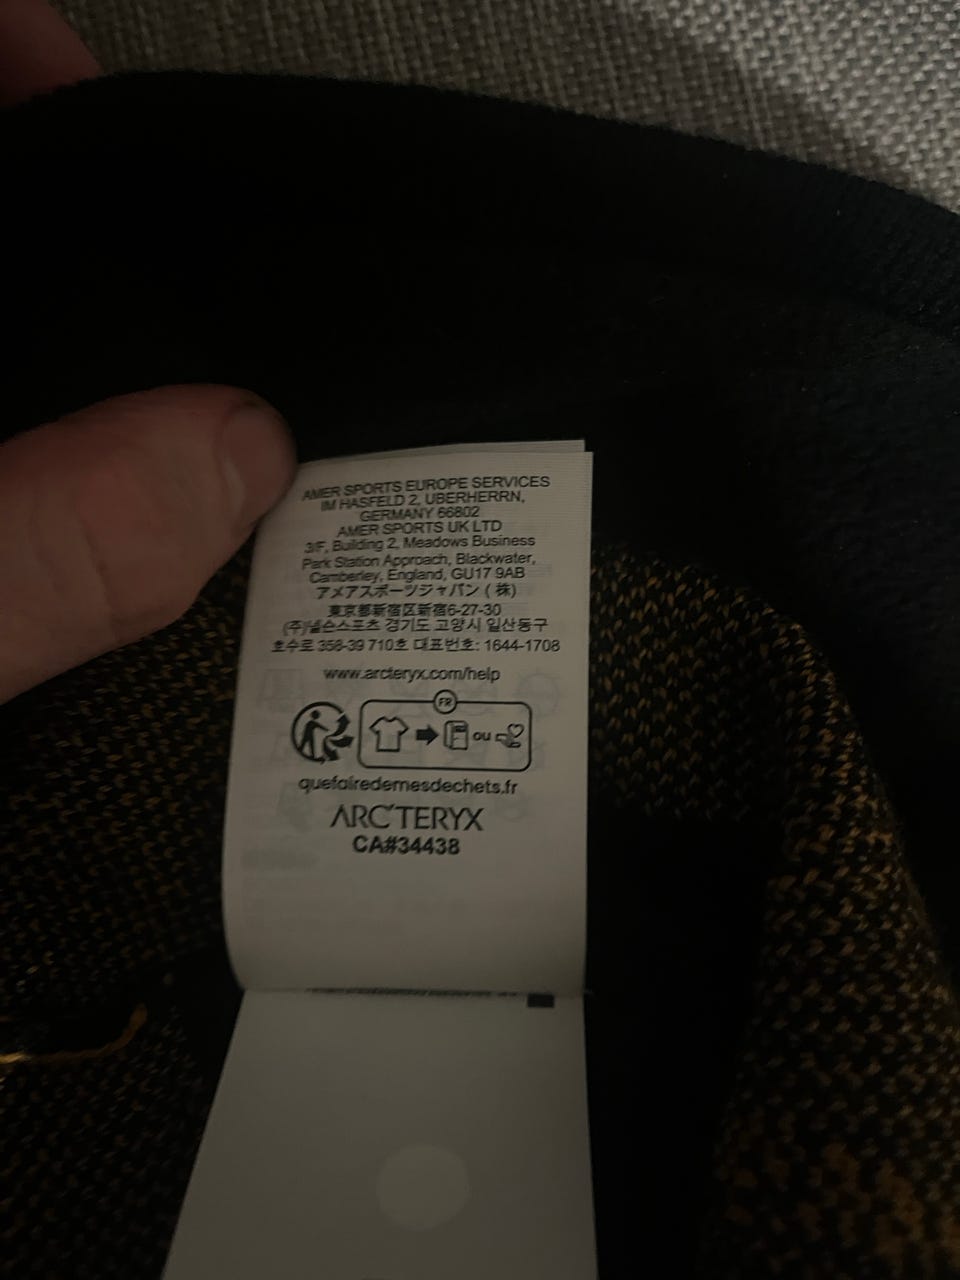 AMER SPORTS EUROPE SERVICES
IM HASFELD 2, UBERHERRN,
GERMANY 66802
AMER SPORTS UK LTD
3/F, Building 2, Meadows Business
Park Station Approach, Blackwater,
Camberley, England, GU17 9AB
アメアスポーツジャパン (株)
東京都新宿区新宿6-27-30
(주)넬슨스포츠 경기도 고양시 일산동구
호수로 358-39 710호 대표번호: 1644-1708
www.arcteryx.com/help
FR
OU
quefairedemesdechets.fr
ARC'TERYX
CA#34438